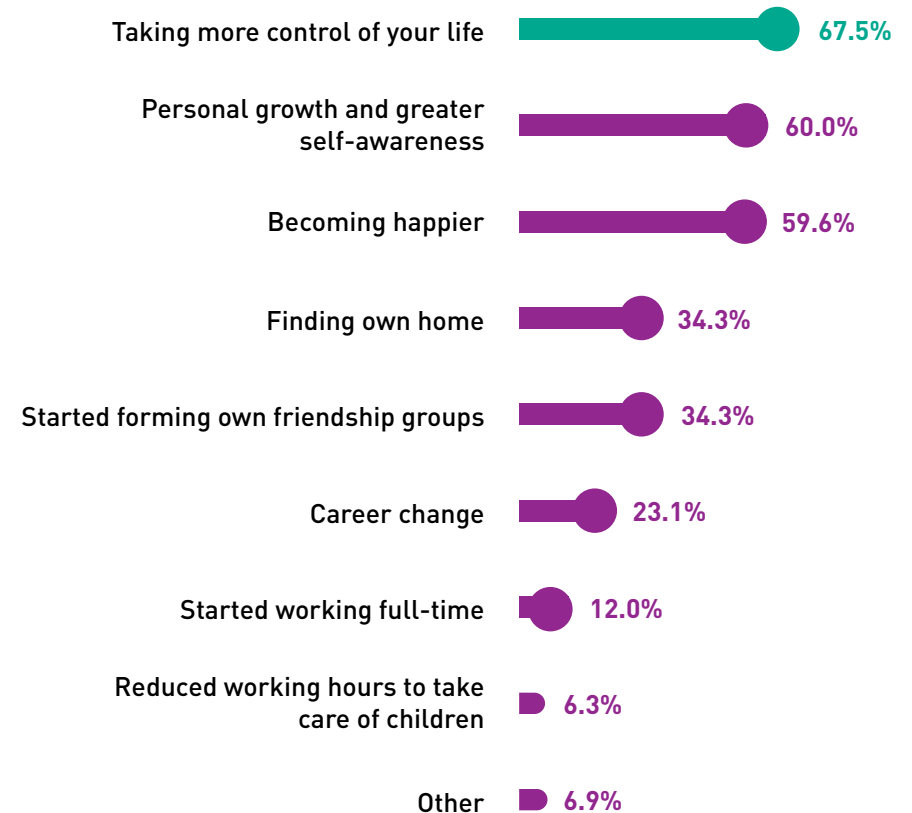 Taking more control of your life 67.5%
Personal growth and greater
self-awareness 60.0%
Becoming happier 59.6%
Finding own home 34.3%
Started forming own friendship groups 34.3%
Career change 23.1%
Started working full-time 12.0%
Reduced working hours to take
care of children 6.3%
Other 6.9%